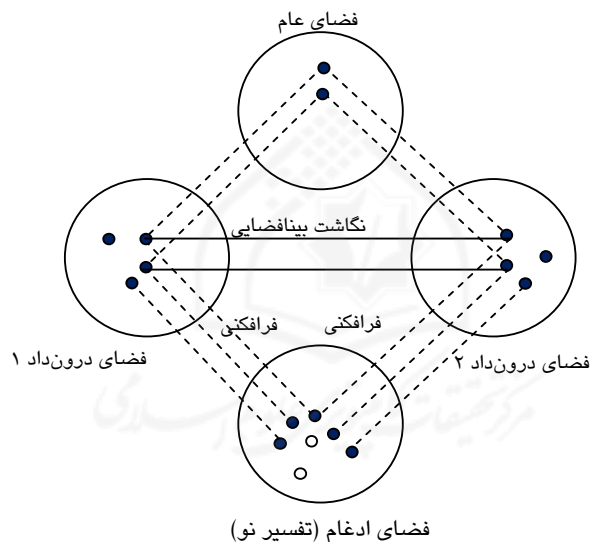 فضای عام
نگاشت بینافضایی
فرافکنی
فرافکنی
فضای درون‌داد ۲
فضای درون‌داد ۱
فضای ادغام (تفسیر نو)